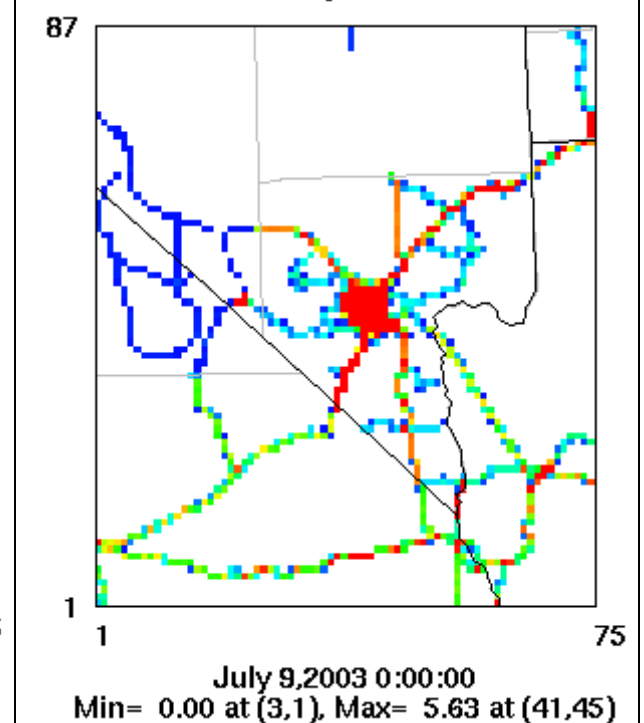 87
1
1
75
July 9,2003 0:00:00
Min= 0.00 at (3,1), Max= 5.63 at (41,45)